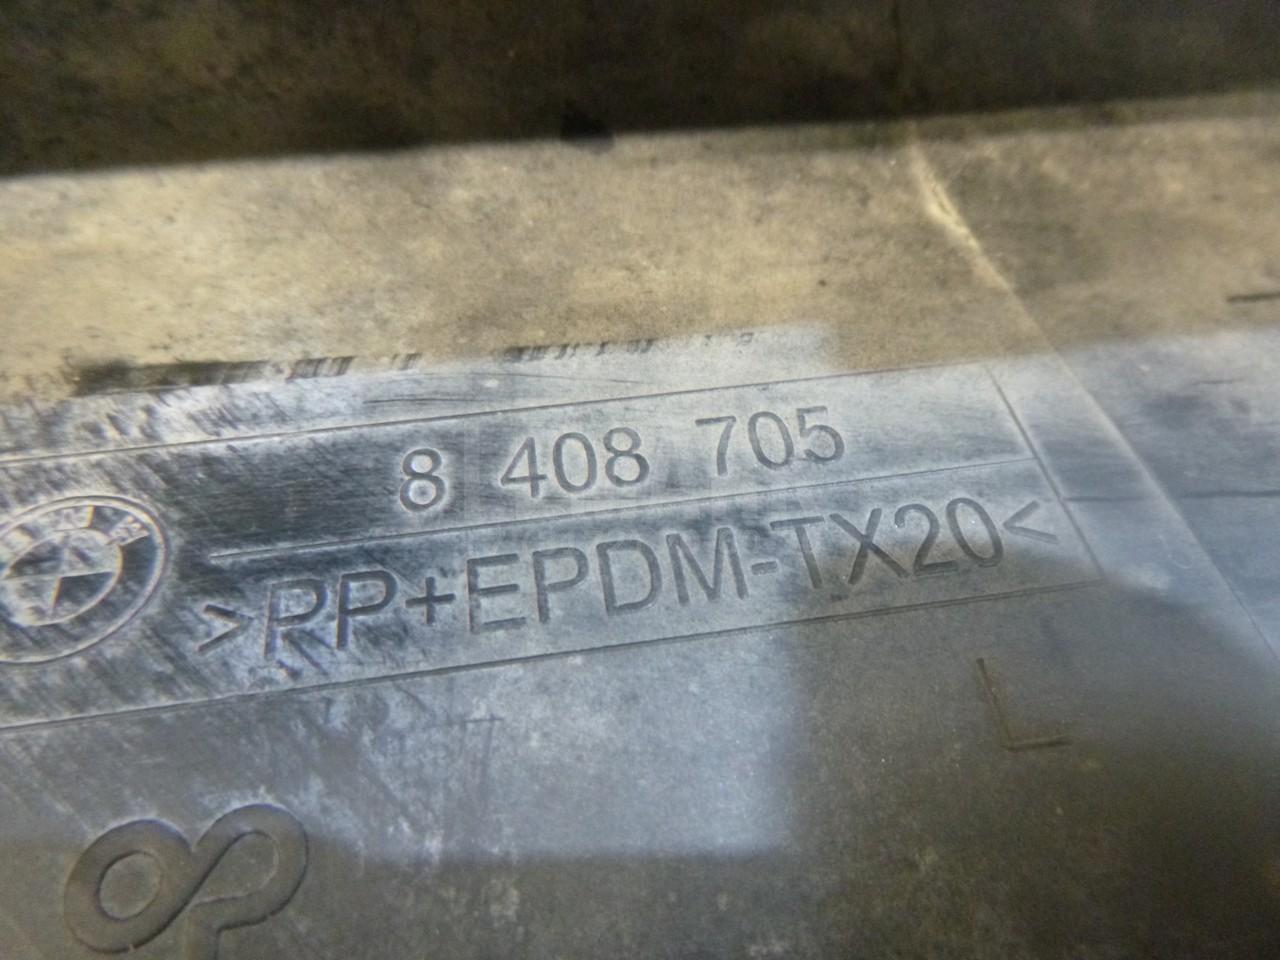 8 408 705
>PP+EPDM-TX20<
L